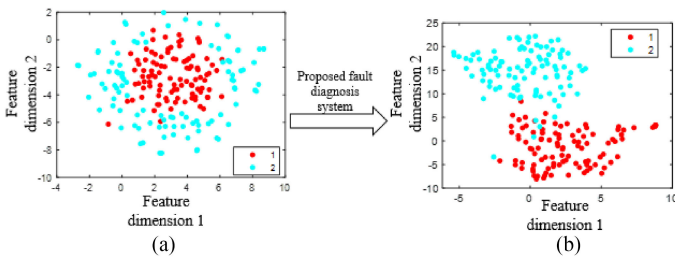 2
0
-2
-4
-6
-8
-10
-4
-2
0
2
4
6
8
10
Feature
dimension 2
Feature
dimension 1
1
2
(a)
Proposed fault
diagnosis
system
25
20
15
10
5
0
-5
-10
-5
0
5
10
Feature
dimension 2
Feature
dimension 1
1
2
(b)